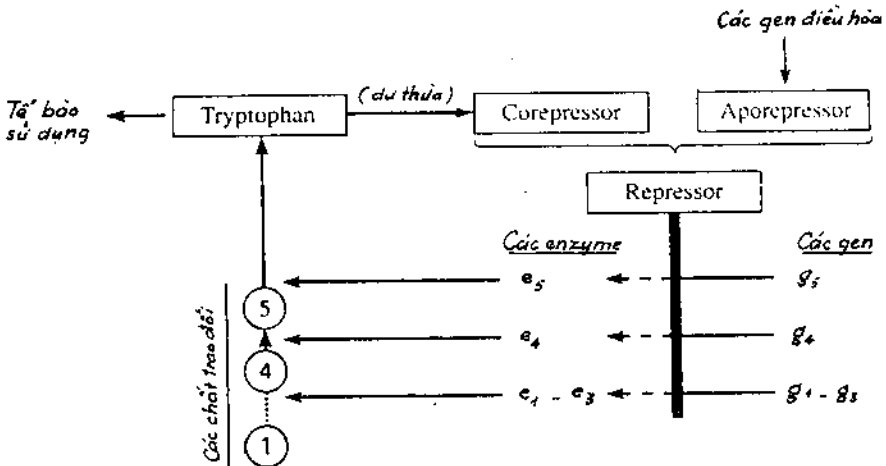 Các gen điều hòa
Tế bào
sử dụng
Tryptophan
(dư thừa)
Corepressor
Aporepressor
Repressor
Các enzyme
Các gen
e₅
g₅
5
e₄
g₄
4
e₁ - e₃
g₁ - g₃
1
Các chất trao đổi